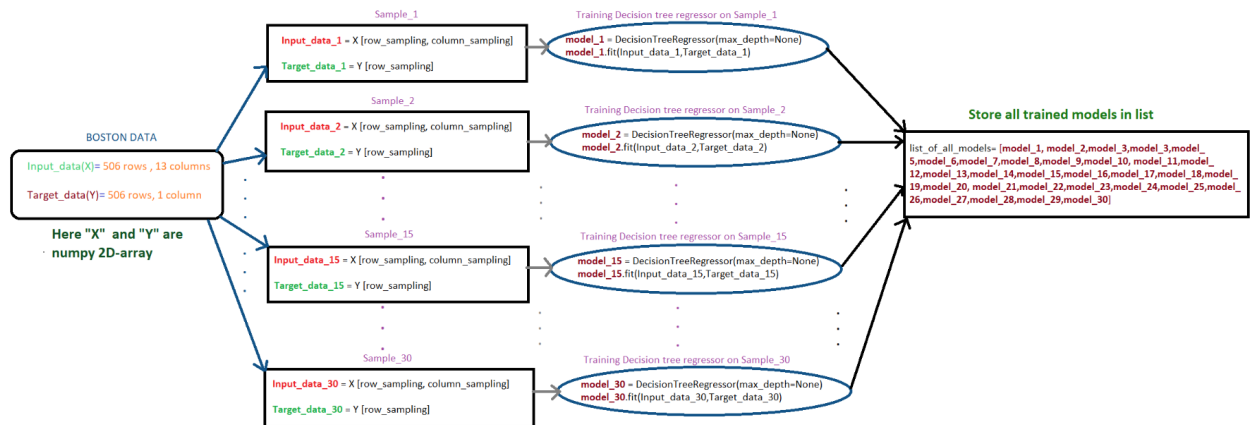 Sample_1
Training Decision tree regressor on Sample_1
Input_data_1 = X [row_sampling, column_sampling]
Target_data_1 = Y [row_sampling]
model_1 = DecisionTreeRegressor(max_depth=None)
model_1.fit(Input_data_1,Target_data_1)
Sample_2
Training Decision tree regressor on Sample_2
Input_data_2 = X [row_sampling, column_sampling]
Target_data_2 = Y [row_sampling]
model_2 = DecisionTreeRegressor(max_depth=None)
model_2.fit(Input_2,Target_data_2)
BOSTON DATA
Input_data(X)= 506 rows , 13 columns
Target_data(Y)= 506 rows, 1 column
Here "X" and "Y" are
numpy 2D-array
Store all trained models in list
list_of_all_models= [model_1, model_2,model_3,model_3,model_
5,model_6,model_7,model_8,model_9,model_10, model_11,model_
12,model_13,model_14,model_15,model_16,model_17,model_18,model_
19,model_20, model_21,model_22,model_23,model_24,model_25,model_
26,model_27,model_28,model_29,model_30]
Sample_15
Training Decision tree regressor on Sample_15
Input_data_15 = X [row_sampling, column_sampling]
Target_data_15 = Y [row_sampling]
model_15 = DecisionTreeRegressor(max_depth=None)
model_15.fit(Input_data_15,Target_data_15)
Sample_30
Training Decision tree regressor on Sample_30
Input_data_30 = X [row_sampling, column_sampling]
Target_data_30 = Y [row_sampling]
model_30 = DecisionTreeRegressor(max_depth=None)
model_30.fit(Input_30,Target_data_30)